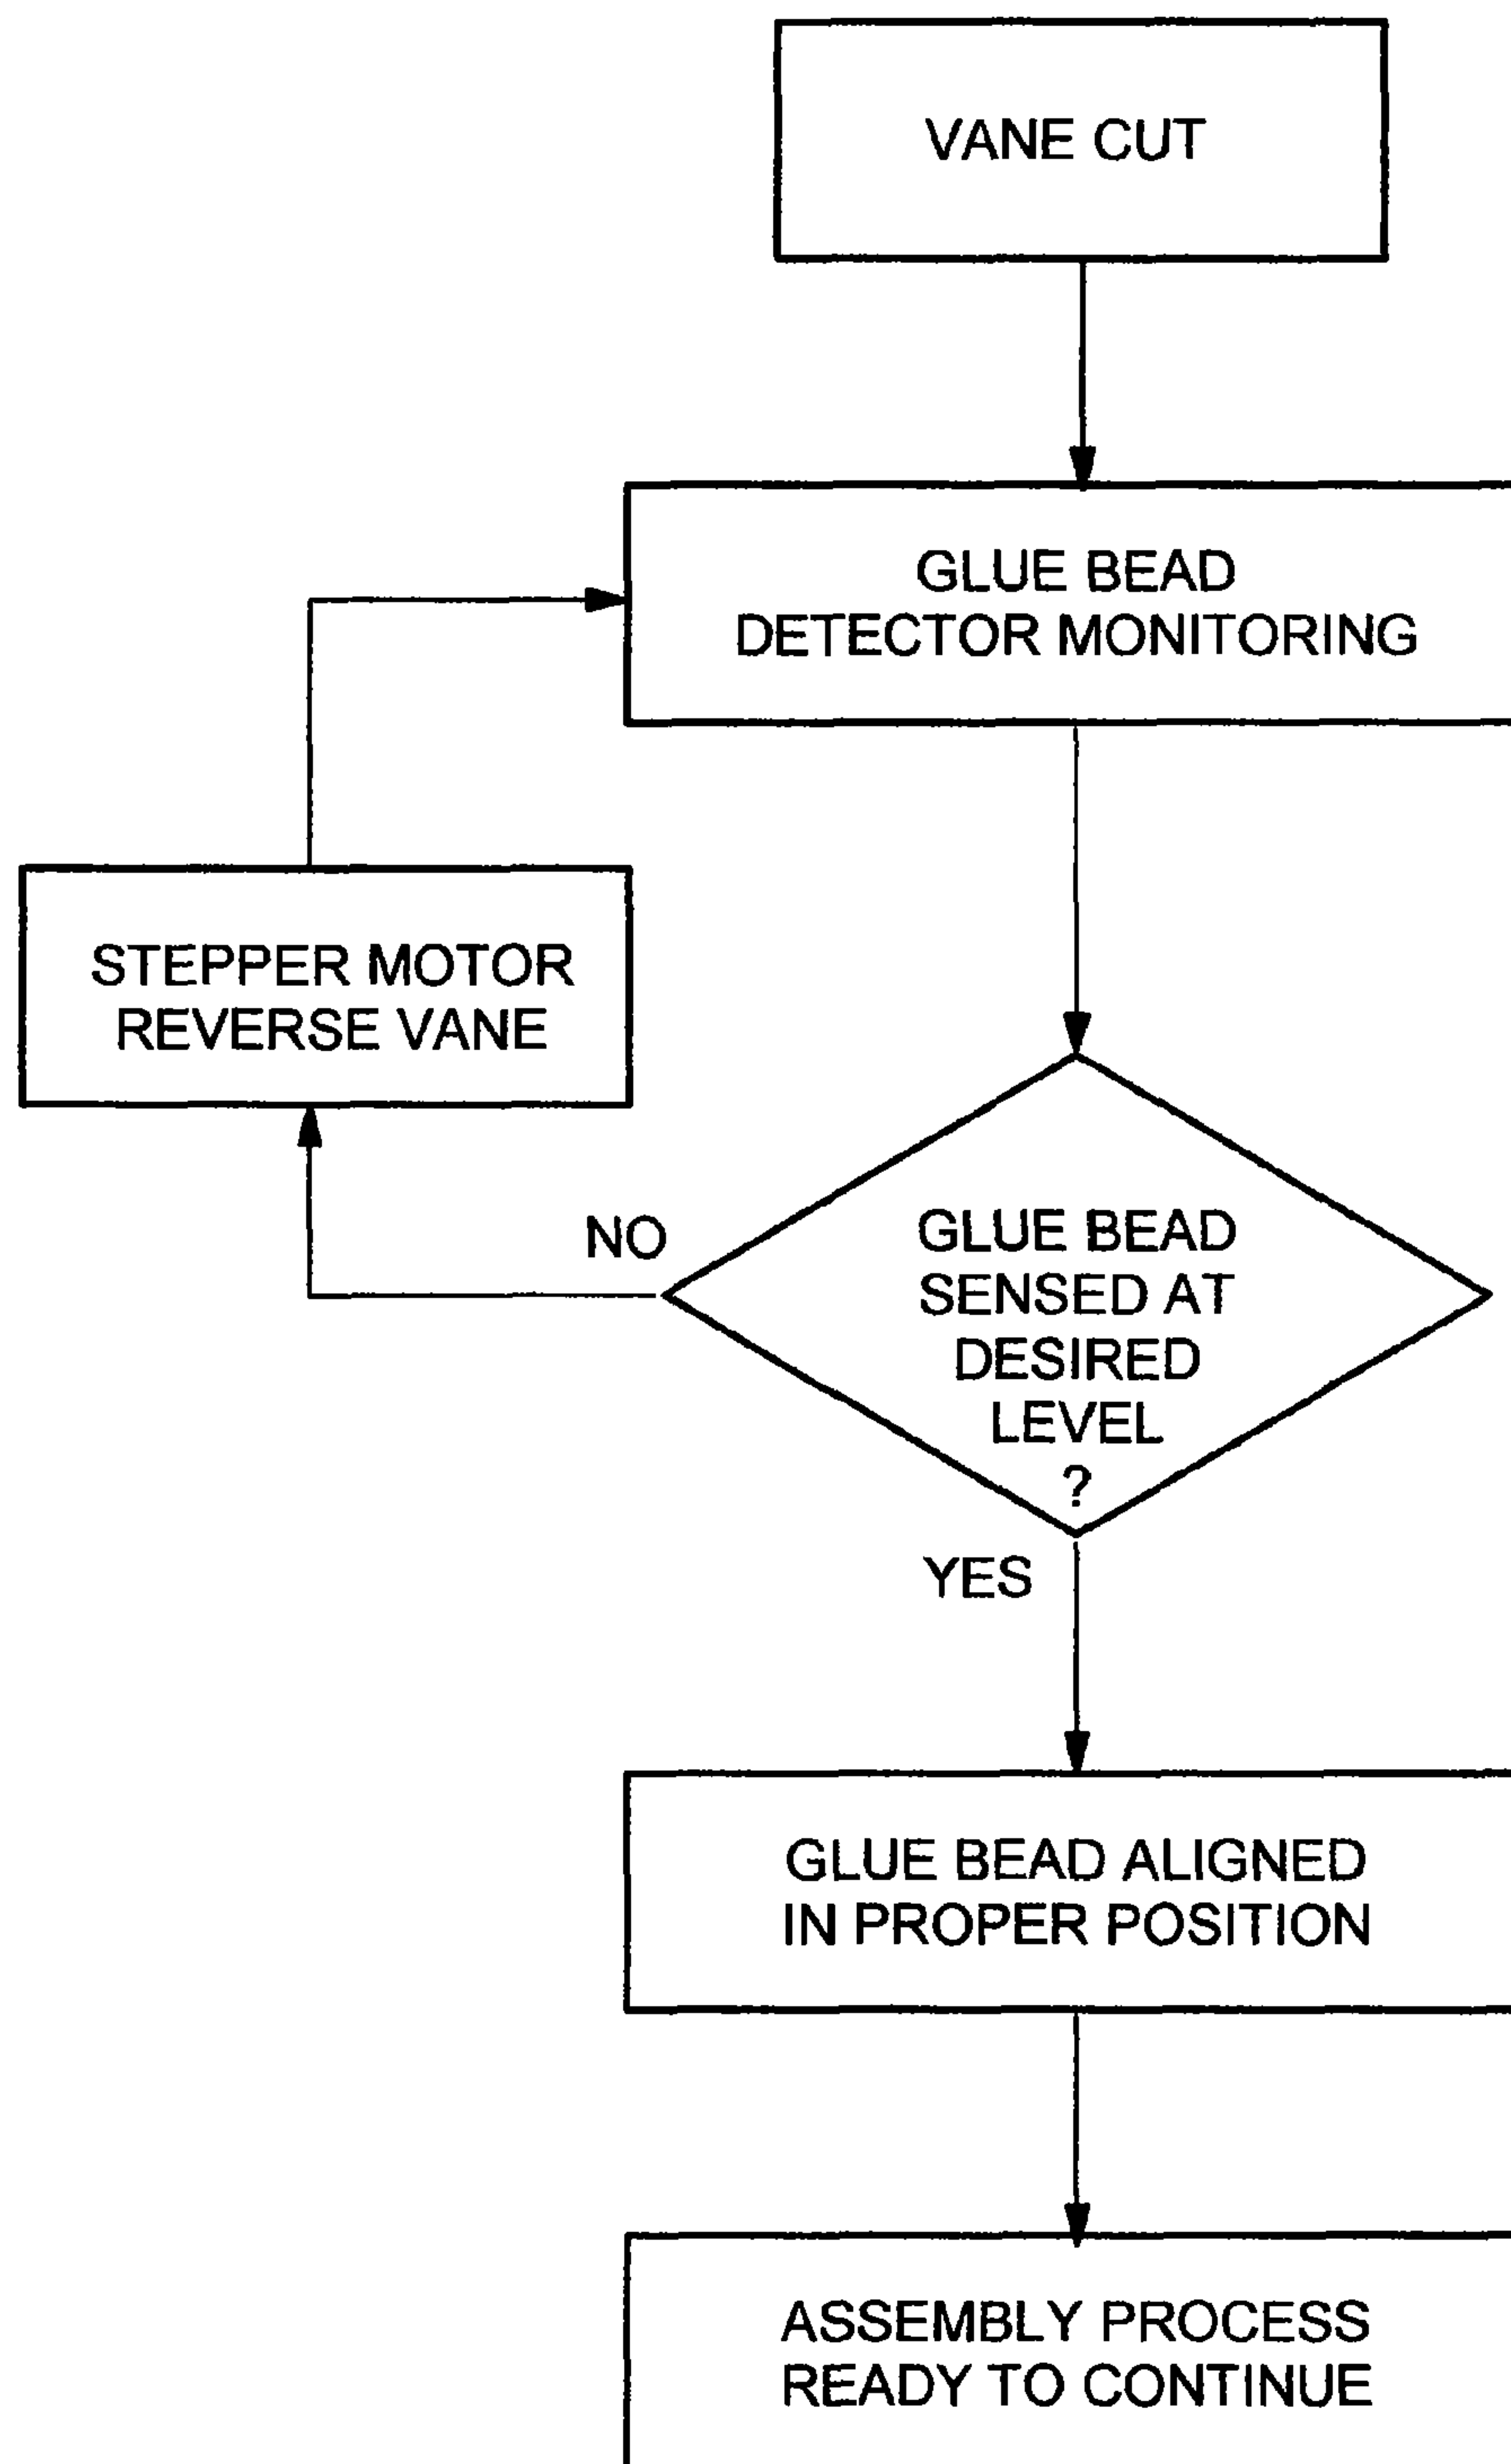 VANE CUT
GLUE BEAD
DETECTOR MONITORING
STEPPER MOTOR
REVERSE VANE
NO
GLUE BEAD
SENSED AT
DESIRED
LEVEL
?
YES
GLUE BEAD ALIGNED
IN PROPER POSITION
ASSEMBLY PROCESS
READY TO CONTINUE